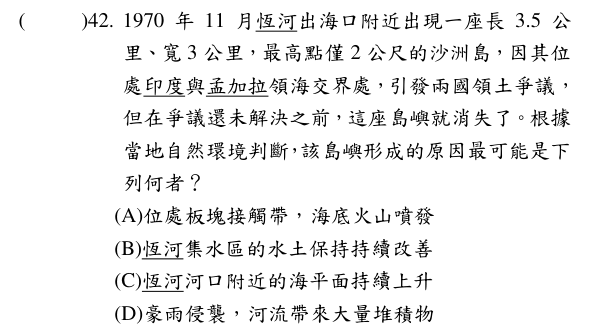 (　　)42. 1970 年 11 月恆河出海口附近出現一座長 3.5 公
里、寬 3 公里，最高點僅 2 公尺的沙洲島，因其位
處印度與孟加拉領海交界處，引發兩國領土爭議，
但在爭議還未解決之前，這座島嶼就消失了。根據
當地自然環境判斷，該島嶼形成的原因最可能是下
列何者？
(A)位處板塊接觸帶，海底火山噴發
(B)恆河集水區的水土保持持續改善
(C)恆河河口附近的海平面持續上升
(D)豪雨侵襲，河流帶來大量堆積物